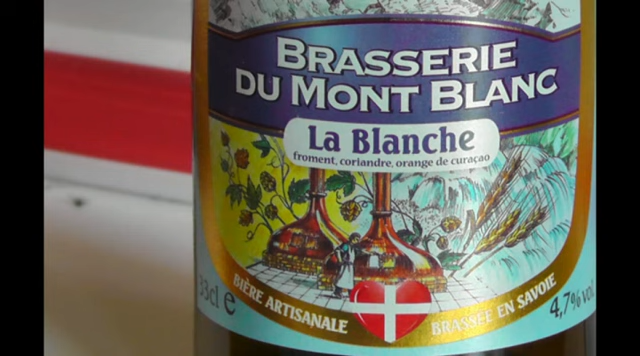 BRASSERIE
DU MONT BLANC
La Blanche
froment, coriandre, orange de curaçao
33cl e
BIÈRE ARTISANALE
BRASSÉE EN SAVOIE
4,7% vol